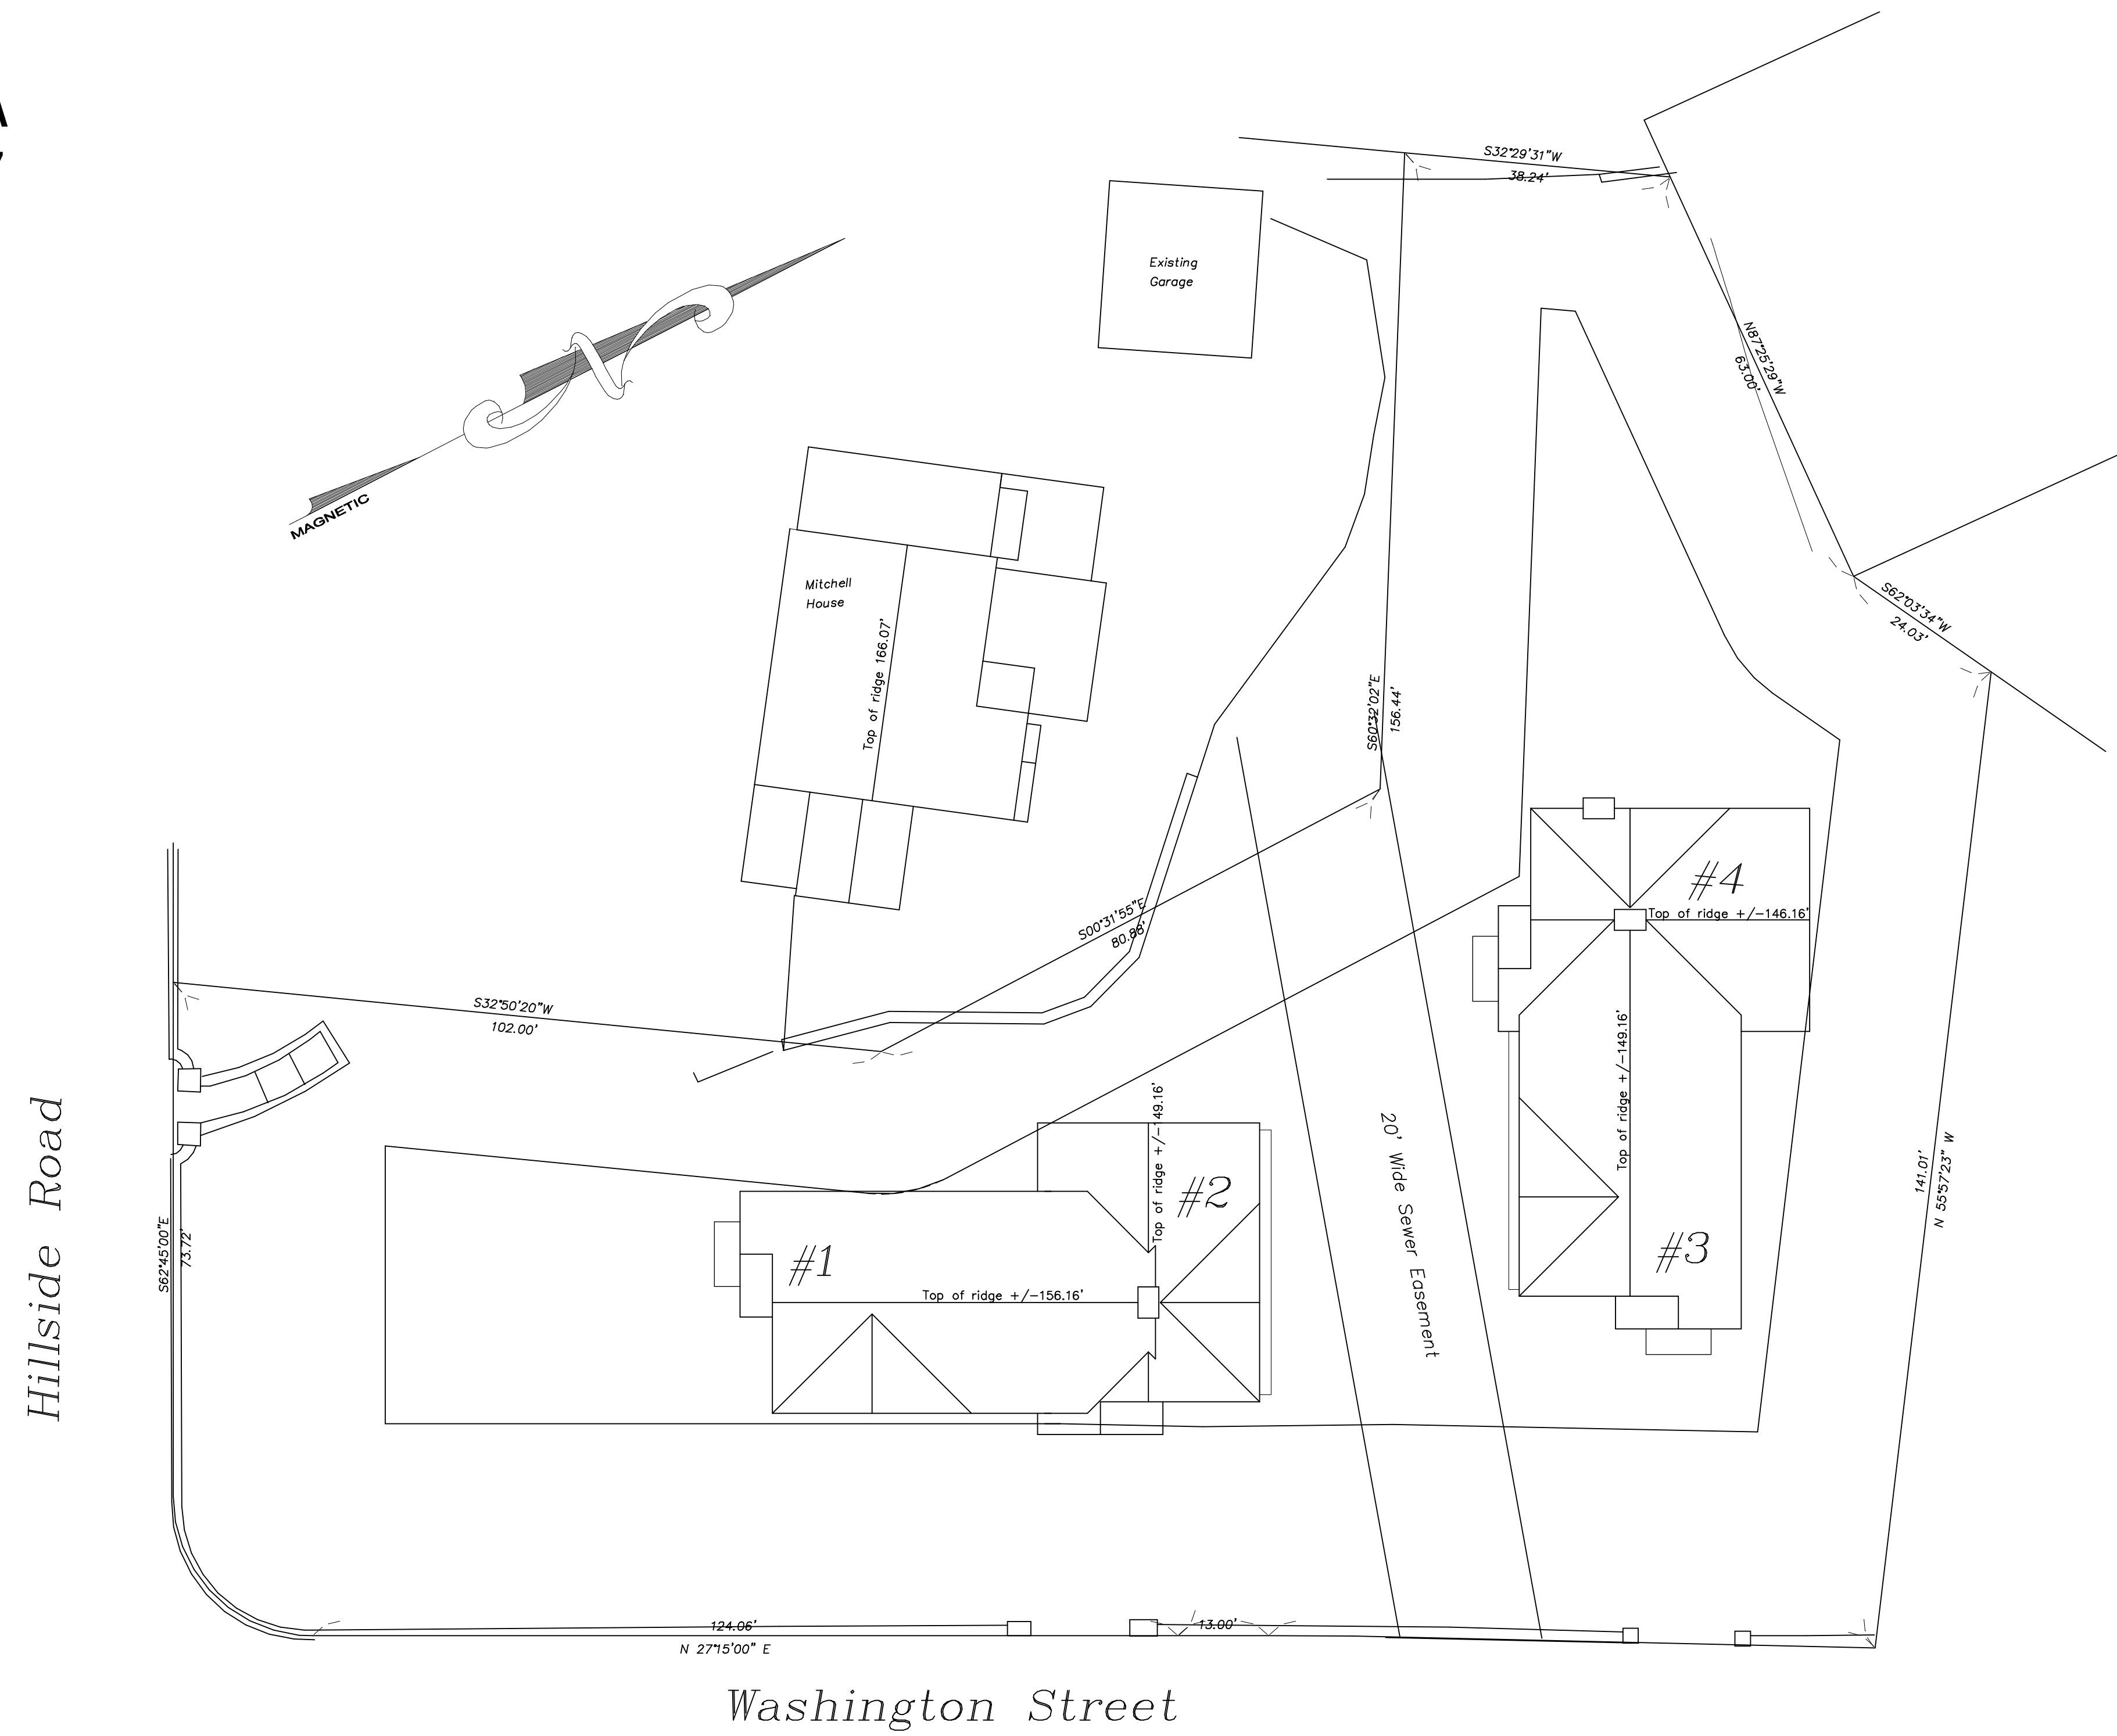 S32°29'31"W
38.24'
Existing
Garage
N87°25'29"W
63.00'
MAGNETIC
Mitchell
House
Top of ridge 166.07'
S62°03'34"W
24.03'
S60°32'02"E
156.44'
#4
Top of ridge +/-146.16'
S00°31'55"E
80.88'
S32°50'20"W
102.00'
Top of ridge +/-149.16'
Top of ridge +/-149.16'
20' Wide Sewer Easement
141.01'
N 55°57'23" W
Hillside Road
S62°45'00"E
73.72'
#2
#1
#3
Top of ridge +/-156.16'
124.06'
13.00'
N 27°15'00" E
Washington Street